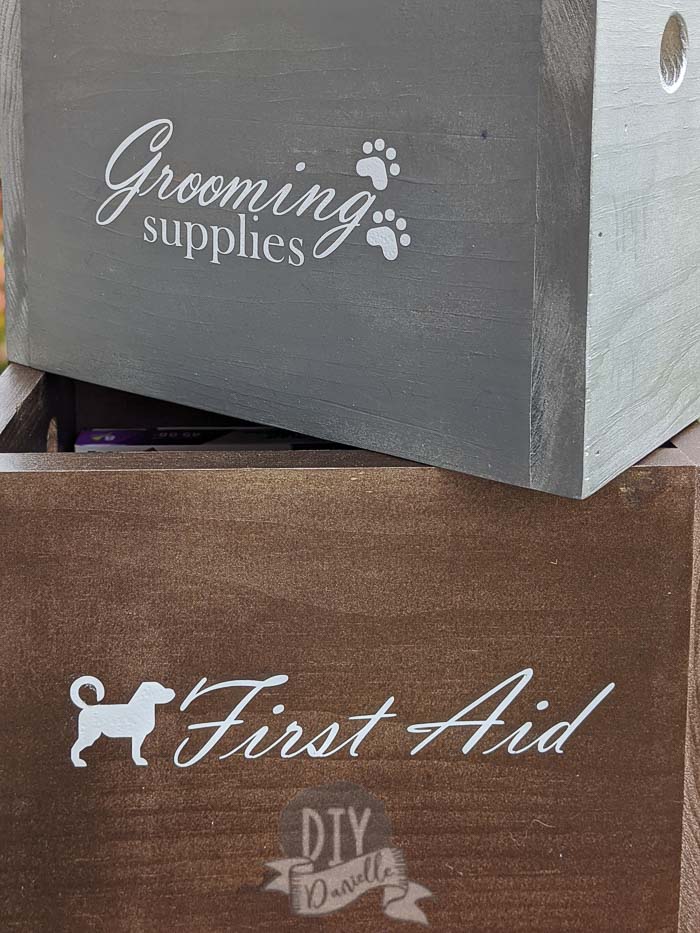 Grooming
supplies
First Aid
DIY
Danielle